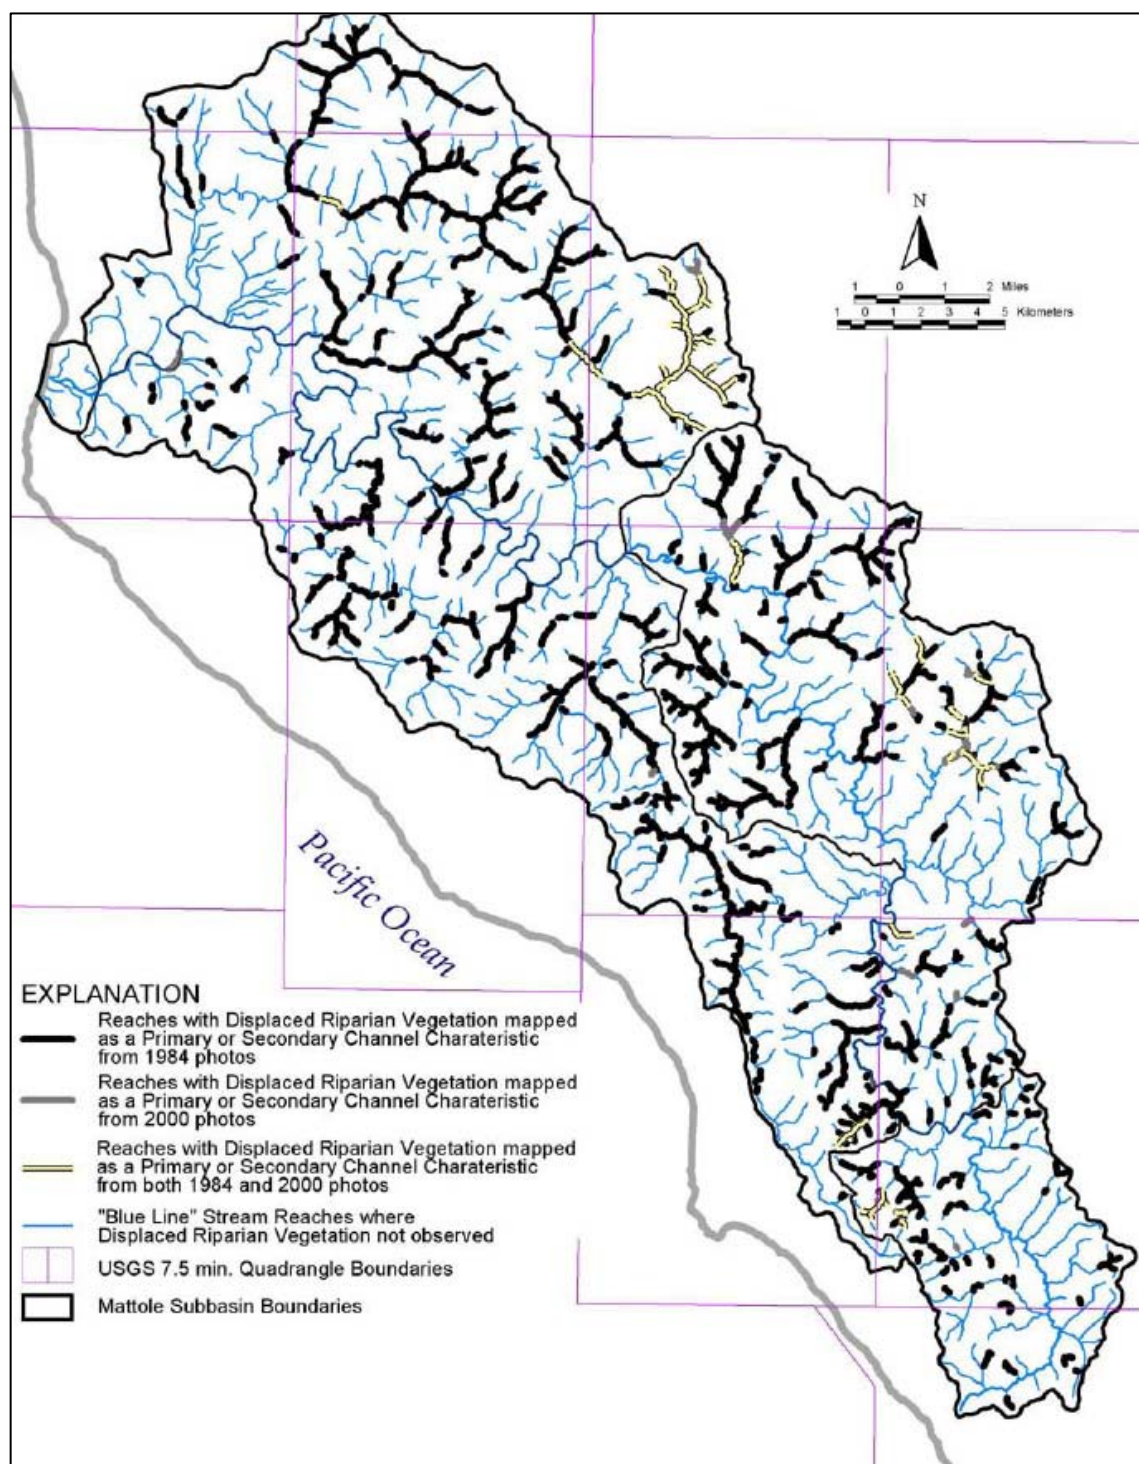 N
1 0 1 2 Miles
1 0 1 2 3 4 5 Kilometers
Pacific Ocean
EXPLANATION
Reaches with Displaced Riparian Vegetation mapped
as a Primary or Secondary Channel Charateristic
from 1984 photos
Reaches with Displaced Riparian Vegetation mapped
as a Primary or Secondary Channel Charateristic
from 2000 photos
Reaches with Displaced Riparian Vegetation mapped
as a Primary or Secondary Channel Charateristic
from both 1984 and 2000 photos
"Blue Line" Stream Reaches where
Displaced Riparian Vegetation not observed
USGS 7.5 min. Quadrangle Boundaries
Mattole Subbasin Boundaries